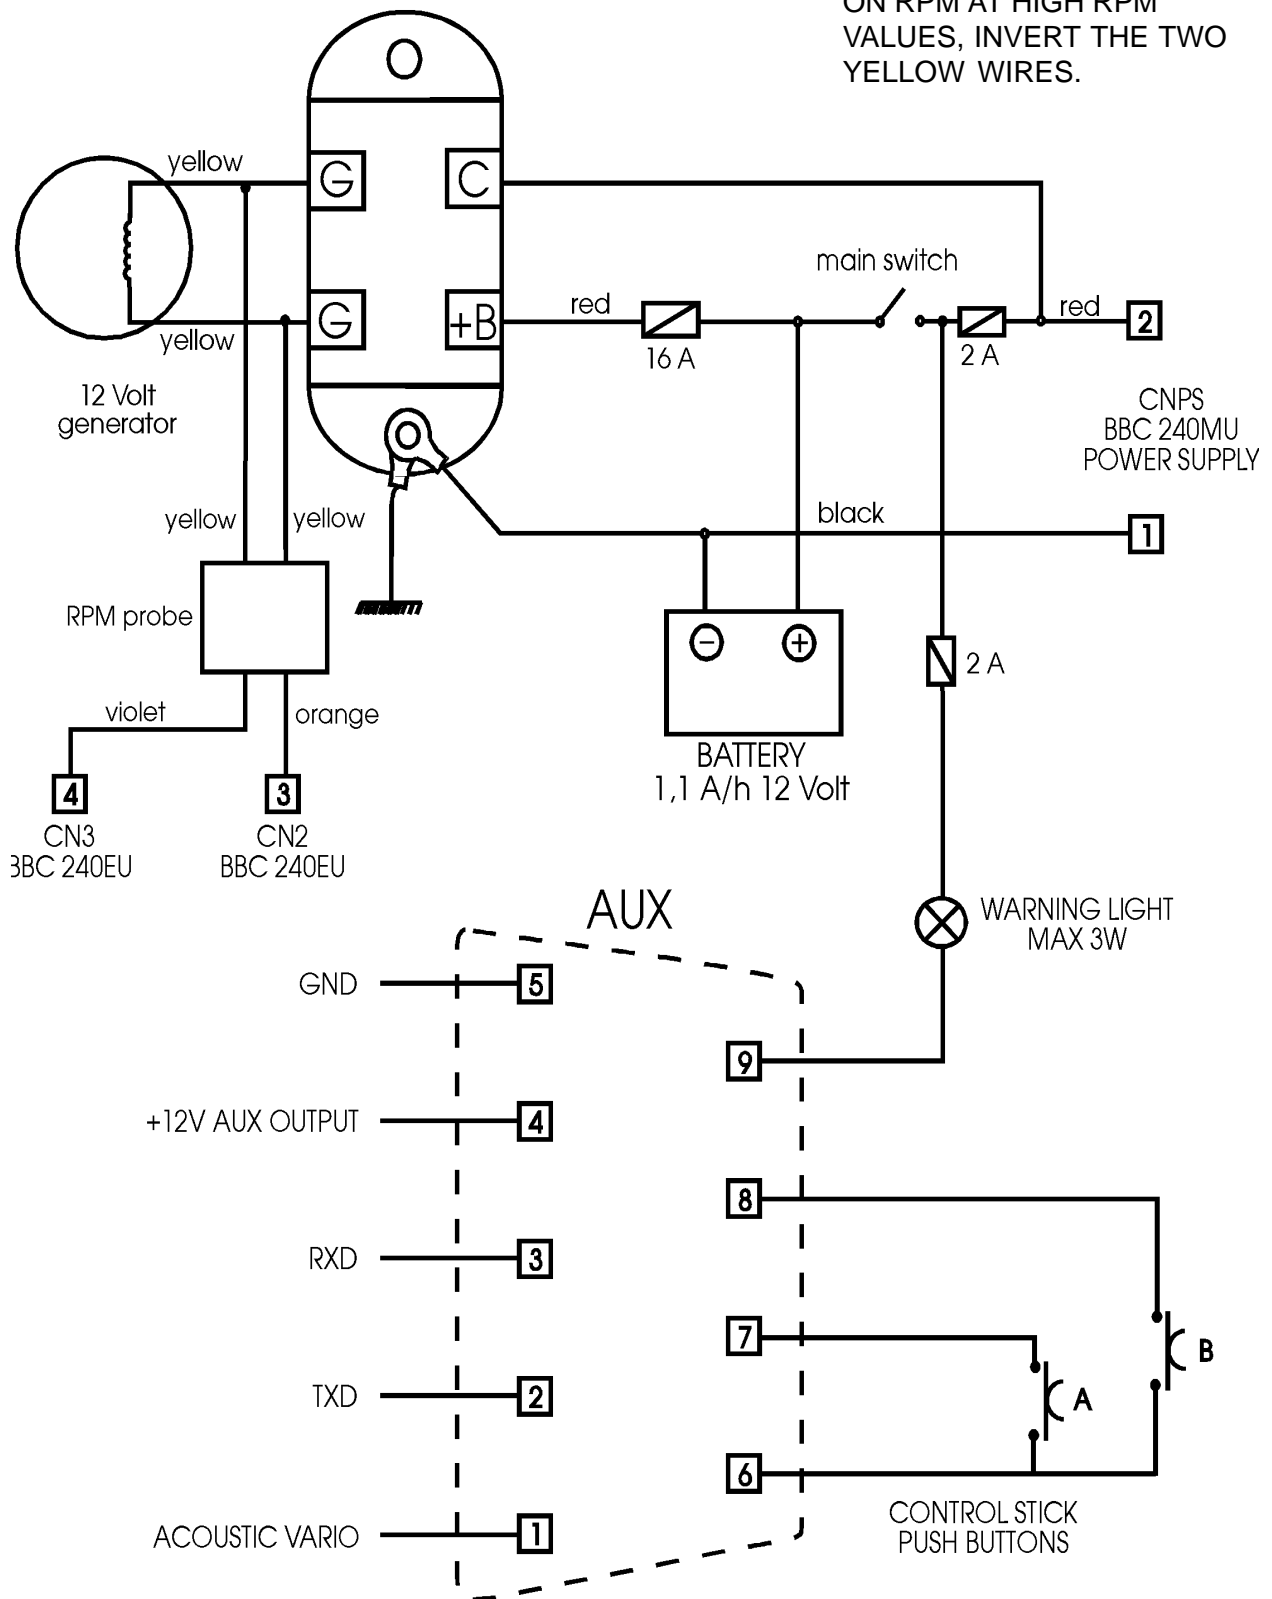 ON RPM AT HIGH RPM
VALUES, INVERT THE TWO
YELLOW WIRES.
yellow
G
C
main switch
yellow
G
+B
red
16 A
2 A
red
2
12 Volt
generator
CNPS
BBC 240MU
POWER SUPPLY
yellow
yellow
black
1
RPM probe
−
+
2 A
violet
orange
BATTERY
1,1 A/h 12 Volt
4
3
CN3
BBC 240EU
CN2
BBC 240EU
AUX
WARNING LIGHT
MAX 3W
GND
5
9
+12V AUX OUTPUT
4
8
RXD
3
7
B
TXD
2
A
6
ACOUSTIC VARIO
1
CONTROL STICK
PUSH BUTTONS